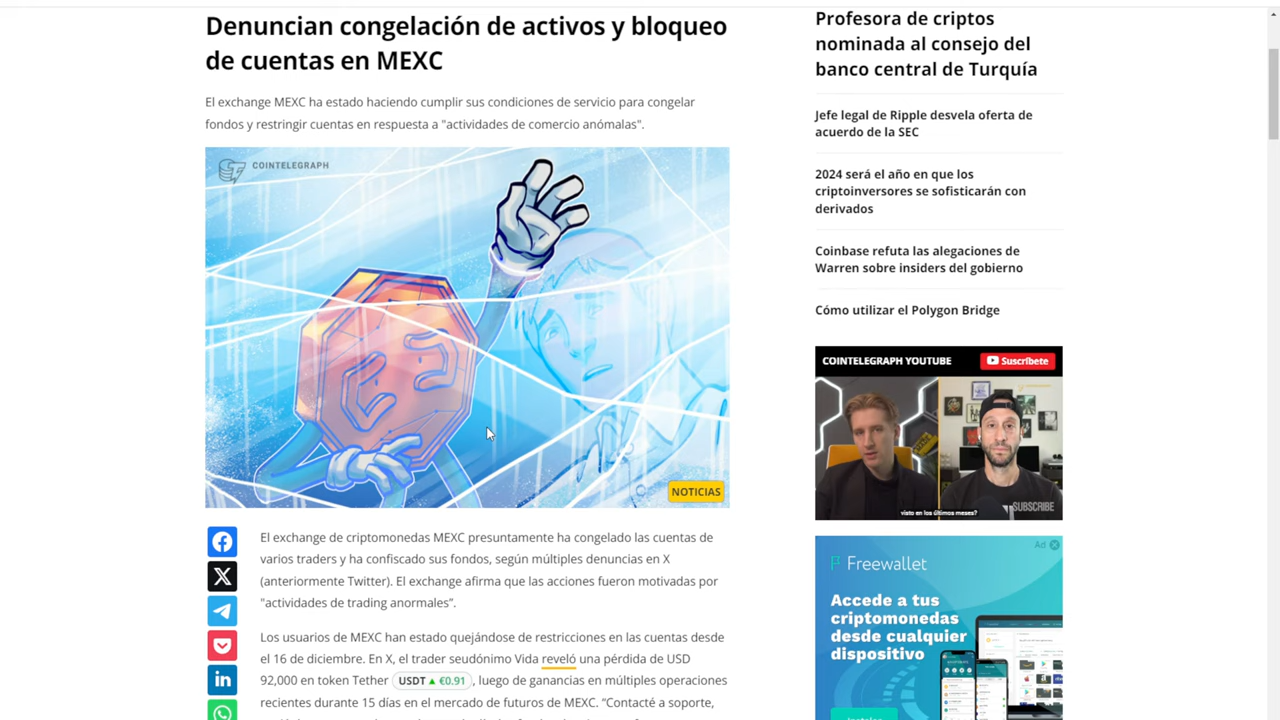 Denuncian congelación de activos y bloqueo
de cuentas en MEXC
El exchange MEXC ha estado haciendo cumplir sus condiciones de servicio para congelar
fondos y restringir cuentas en respuesta a "actividades de comercio anómalas".
COINTELEGRAPH
NOTICIAS
El exchange de criptomonedas MEXC presuntamente ha congelado las cuentas de
varios traders y ha confiscado sus fondos, según múltiples denuncias en X
(anteriormente Twitter). El exchange afirma que las acciones fueron motivadas por
"actividades de trading anormales".
Los usuarios de MEXC han estado quejándose de restricciones en las cuentas desde
el 16 de diciembre. En X, el trader seudónimo Vida reveló una pérdida de USD
en token Tether USDT ▲ €0.91 , luego de ganancias en múltiples operaciones
durante 15 días en el mercado de futuros de MEXC. "Contacté a soporte,
Profesora de criptos
nominada al consejo del
banco central de Turquía
Jefe legal de Ripple desvela oferta de
acuerdo de la SEC
2024 será el año en que los
criptoinversores se sofisticarán con
derivados
Coinbase refuta las alegaciones de
Warren sobre insiders del gobierno
Cómo utilizar el Polygon Bridge
COINTELEGRAPH YOUTUBE
Suscríbete
visto en los últimos meses?
SUBSCRIBE
Ad
Freewallet
Accede a tus
criptomonedas
desde cualquier
dispositivo